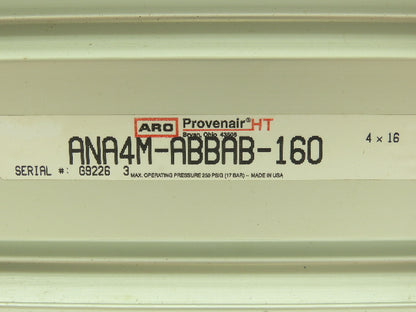 ARO Provenair® HT
Bryan, Ohio 43506
ANA4M-ABBAB-160 4 x 16
SERIAL #: G9226 3 MAX. OPERATING PRESSURE 250 PSIG (17 BAR) – MADE IN USA